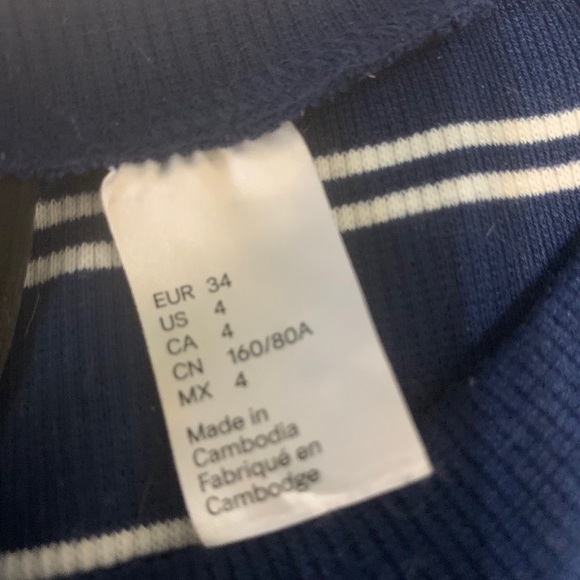 EUR 34
US 4
CA 4
CN 160/80A
MX 4
Made in
Cambodia
Fabriqué en
Cambodge